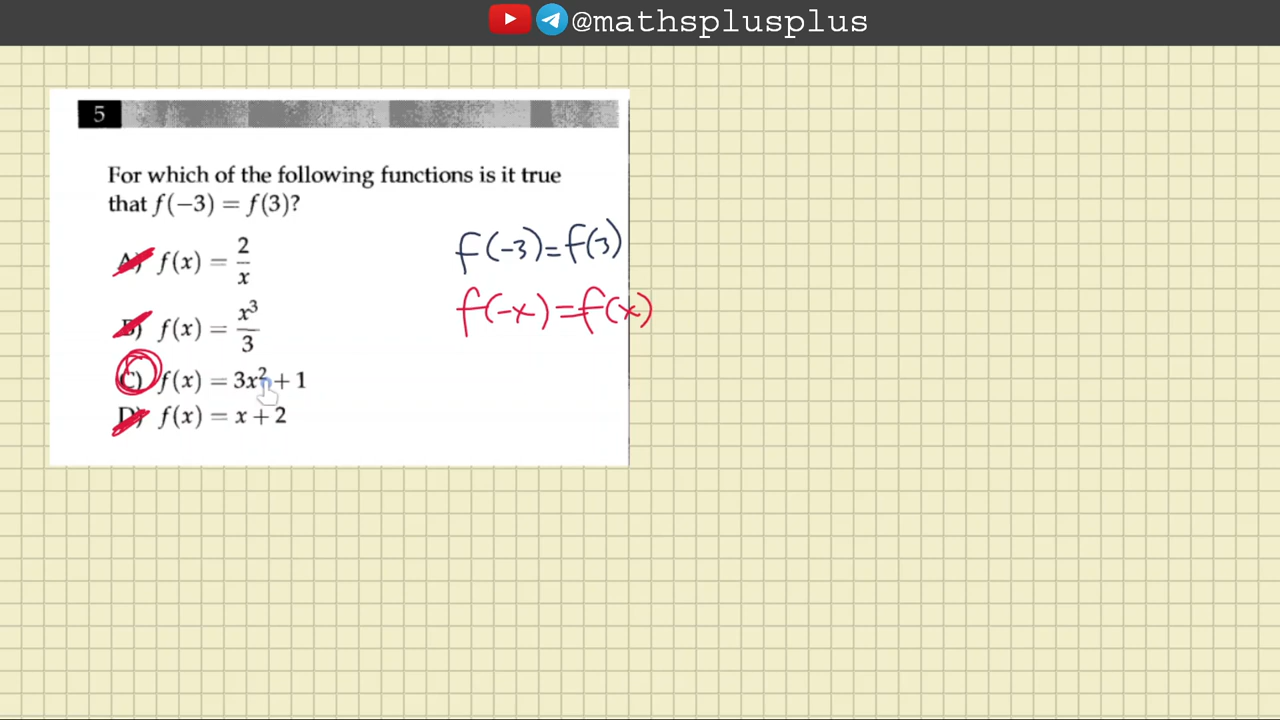 @mathsplusplus
5
For which of the following functions is it true
that f(−3) = f(3)?
A) f(x) = 2/x
B) f(x) = x³/3
C) f(x) = 3x² + 1
D) f(x) = x + 2
f(-3)=f(3)
f(-x)=f(x)